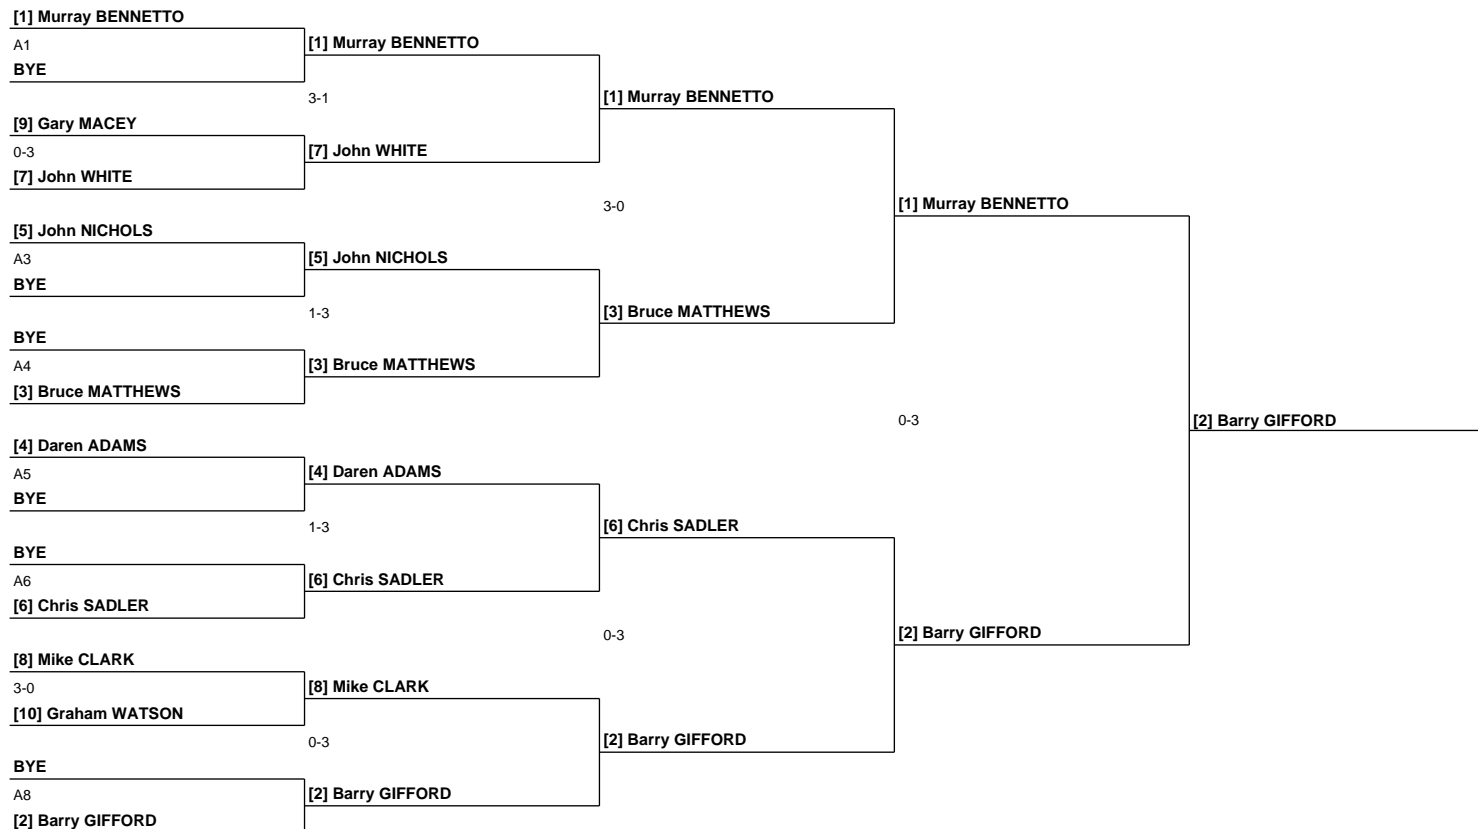 [1] Murray BENNETTO
A1
BYE
[9] Gary MACEY
0-3
[7] John WHITE
[5] John NICHOLS
A3
BYE
BYE
A4
[3] Bruce MATTHEWS
[4] Daren ADAMS
A5
BYE
BYE
A6
[6] Chris SADLER
[8] Mike CLARK
3-0
[10] Graham WATSON
BYE
A8
[2] Barry GIFFORD
[1] Murray BENNETTO
3-1
[7] John WHITE
[5] John NICHOLS
1-3
[3] Bruce MATTHEWS
[4] Daren ADAMS
1-3
[6] Chris SADLER
[8] Mike CLARK
0-3
[2] Barry GIFFORD
[1] Murray BENNETTO
3-0
[3] Bruce MATTHEWS
[6] Chris SADLER
0-3
[2] Barry GIFFORD
[1] Murray BENNETTO
0-3
[2] Barry GIFFORD
[2] Barry GIFFORD